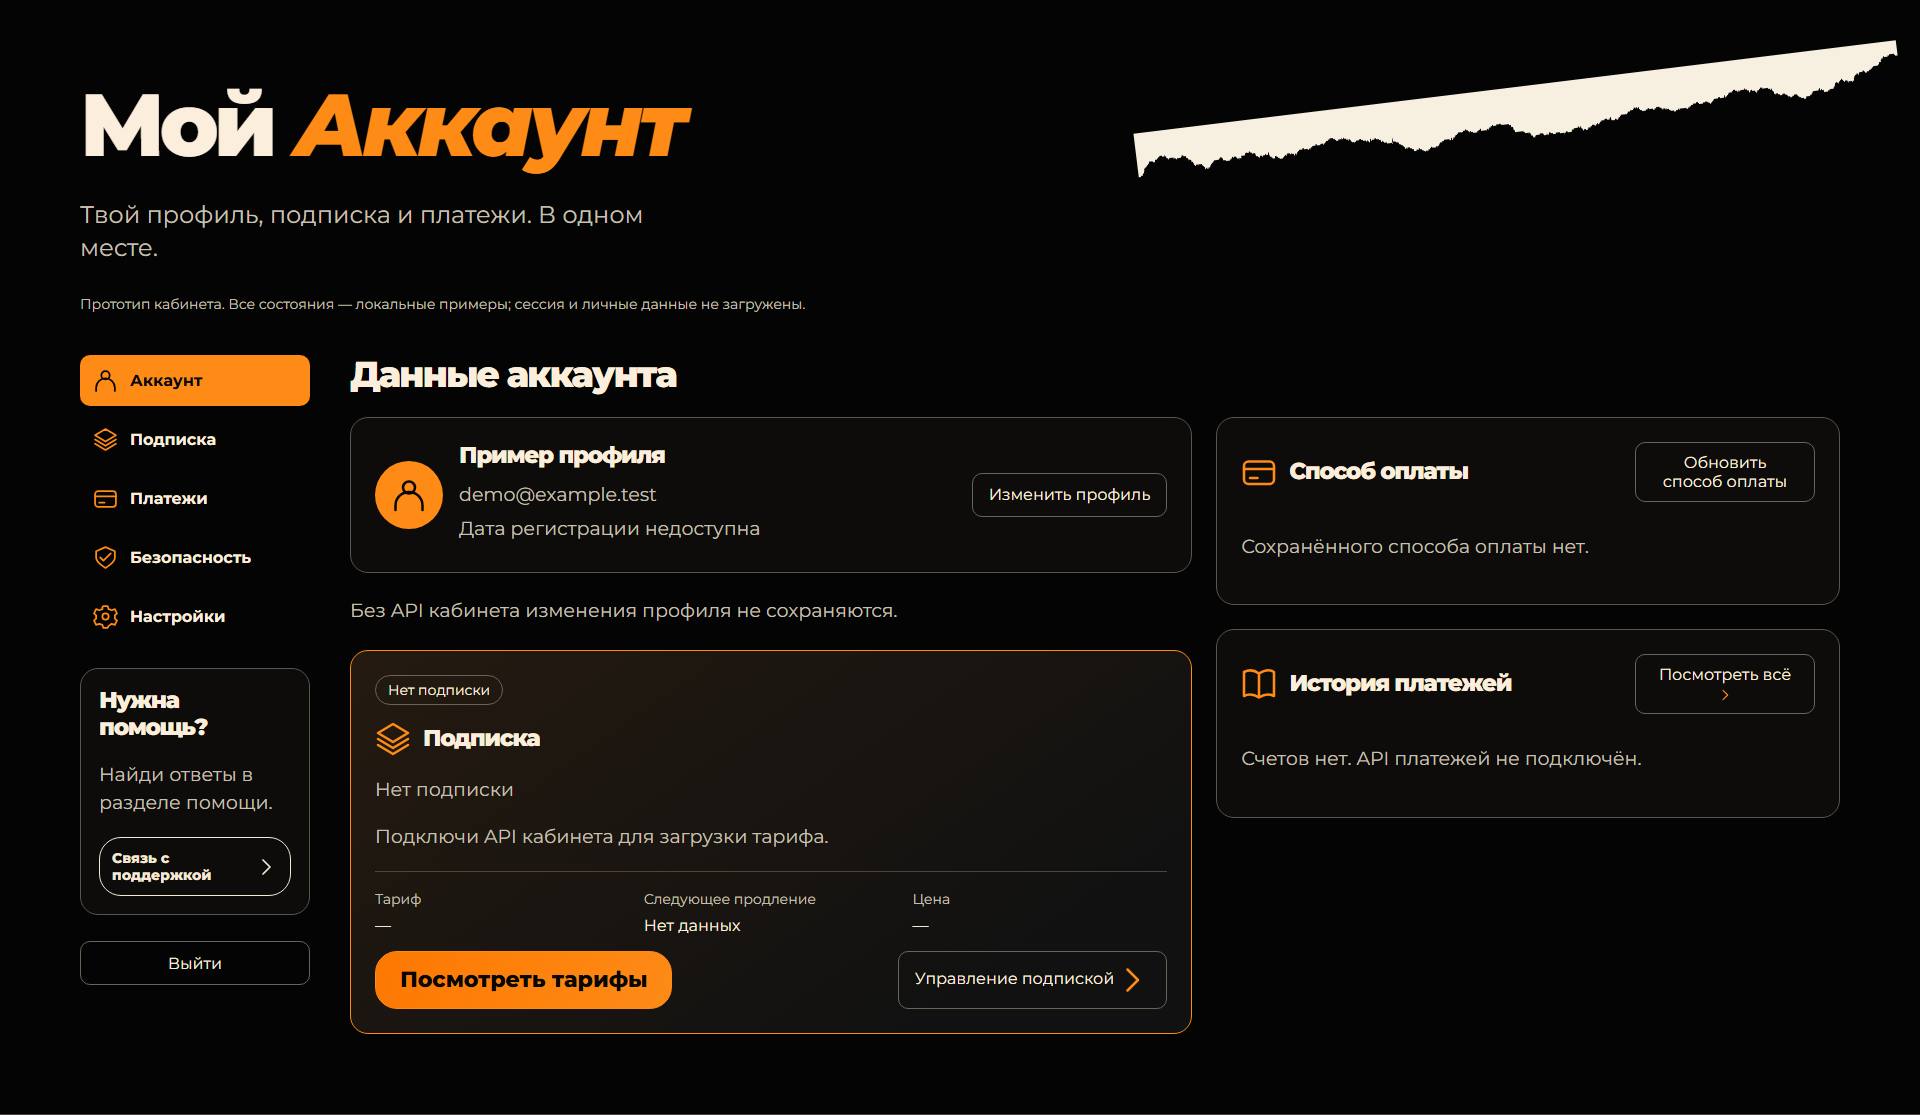 Мой Аккаунт
Твой профиль, подписка и платежи. В одном
месте.
Прототип кабинета. Все состояния — локальные примеры; сессия и личные данные не загружены.
Аккаунт
Подписка
Платежи
Безопасность
Настройки
Нужна
помощь?
Найди ответы в
разделе помощи.
Связь с
поддержкой
Выйти
Данные аккаунта
Пример профиля
demo@example.test
Дата регистрации недоступна
Изменить профиль
Без API кабинета изменения профиля не сохраняются.
Нет подписки
Подписка
Нет подписки
Подключи API кабинета для загрузки тарифа.
Тариф
—
Следующее продление
Нет данных
Цена
—
Посмотреть тарифы
Управление подпиской
Способ оплаты
Обновить
способ оплаты
Сохранённого способа оплаты нет.
История платежей
Посмотреть всё
Счетов нет. API платежей не подключён.